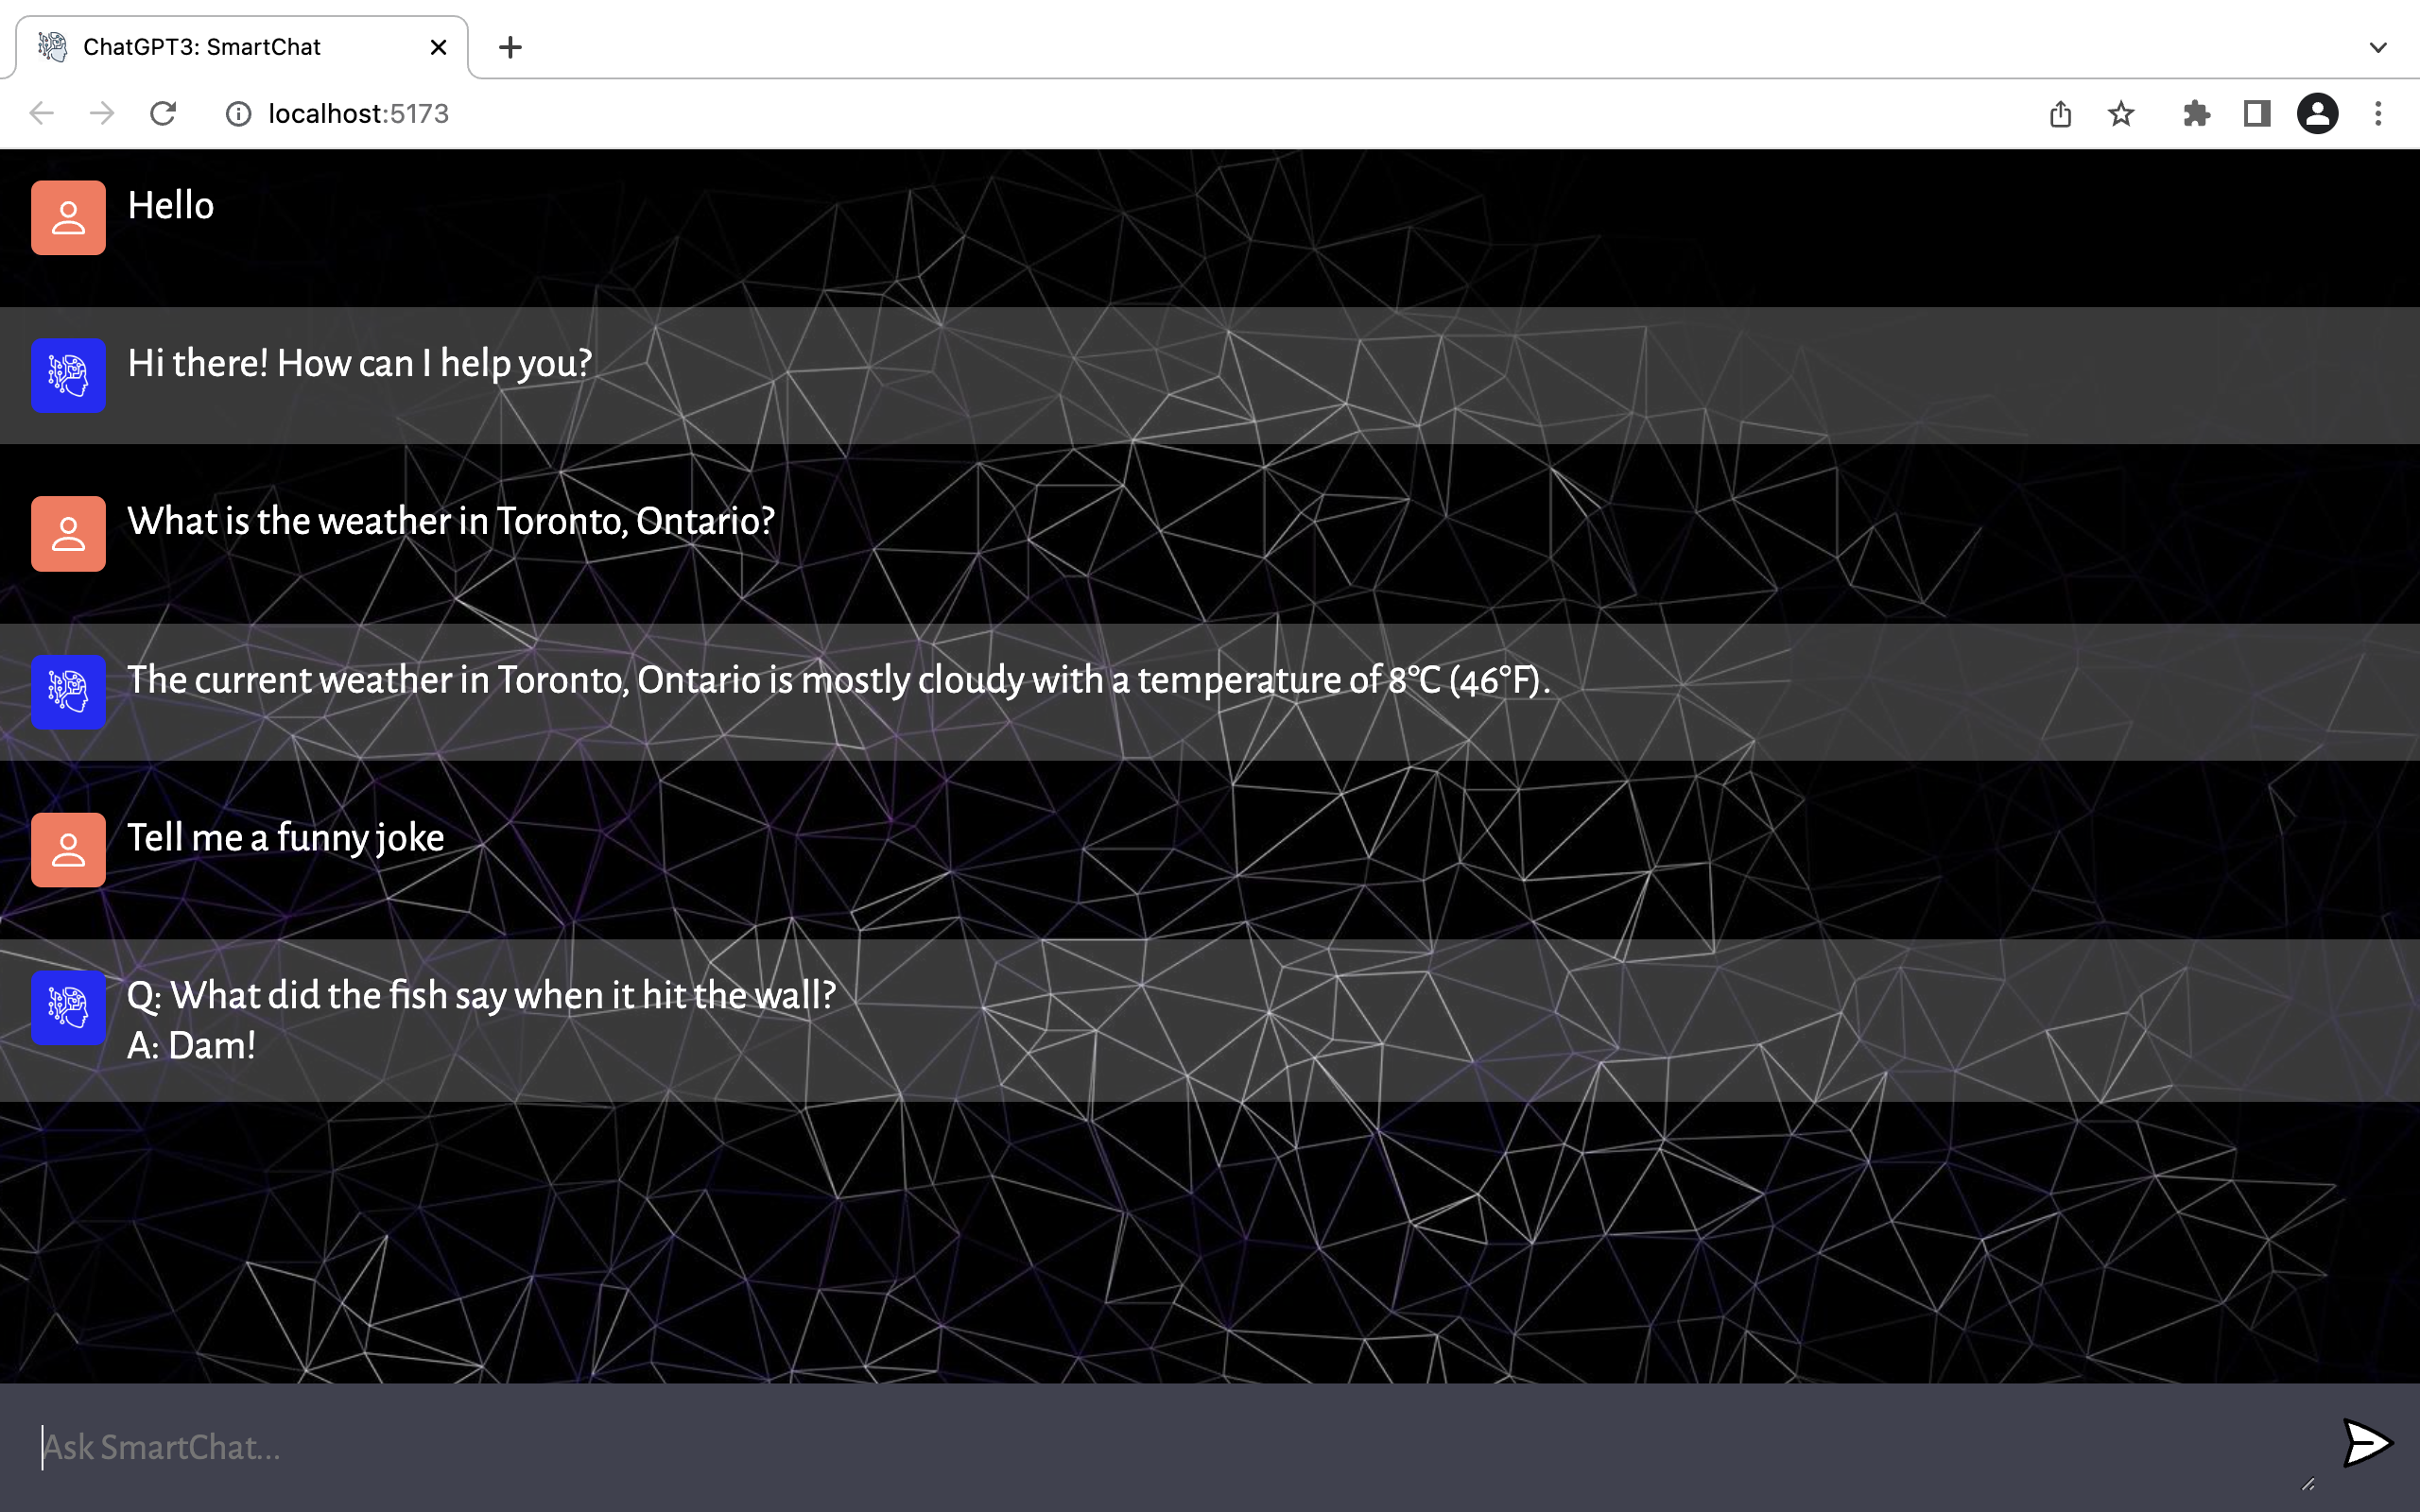 ChatGPT3: SmartChat
localhost:5173
Hello
Hi there! How can I help you?
What is the weather in Toronto, Ontario?
The current weather in Toronto, Ontario is mostly cloudy with a temperature of 8°C (46°F).
Tell me a funny joke
Q: What did the fish say when it hit the wall?
A: Dam!
Ask SmartChat...